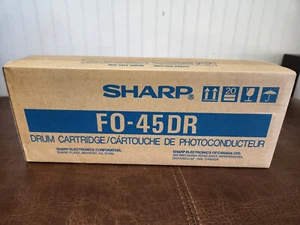 SHARP®
20
FO-45DR
DRUM CARTRIDGE/CARTOUCHE DE PHOTOCONDUCTEUR
SHARP ELECTRONICS CORPORATION
SHARP ELECTRONICS OF CANADA LTD.